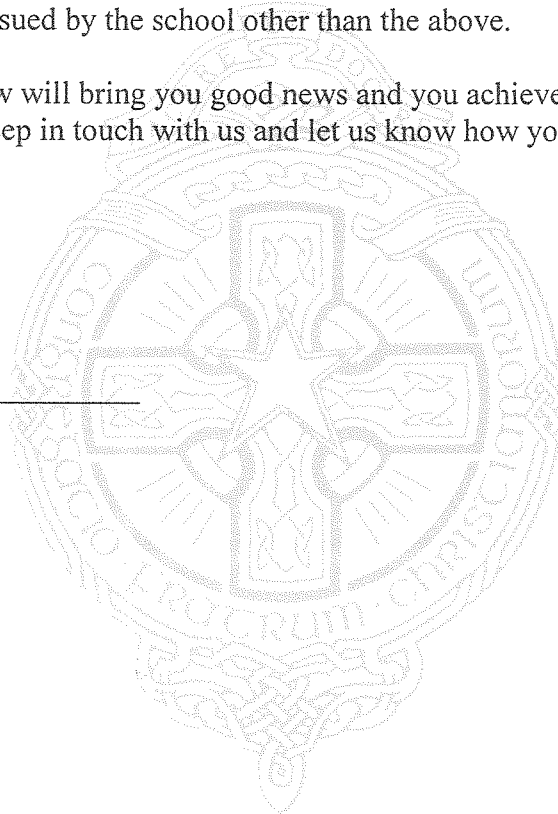 sued by the school other than the above.
w will bring you good news and you achieve
ep in touch with us and let us know how yo